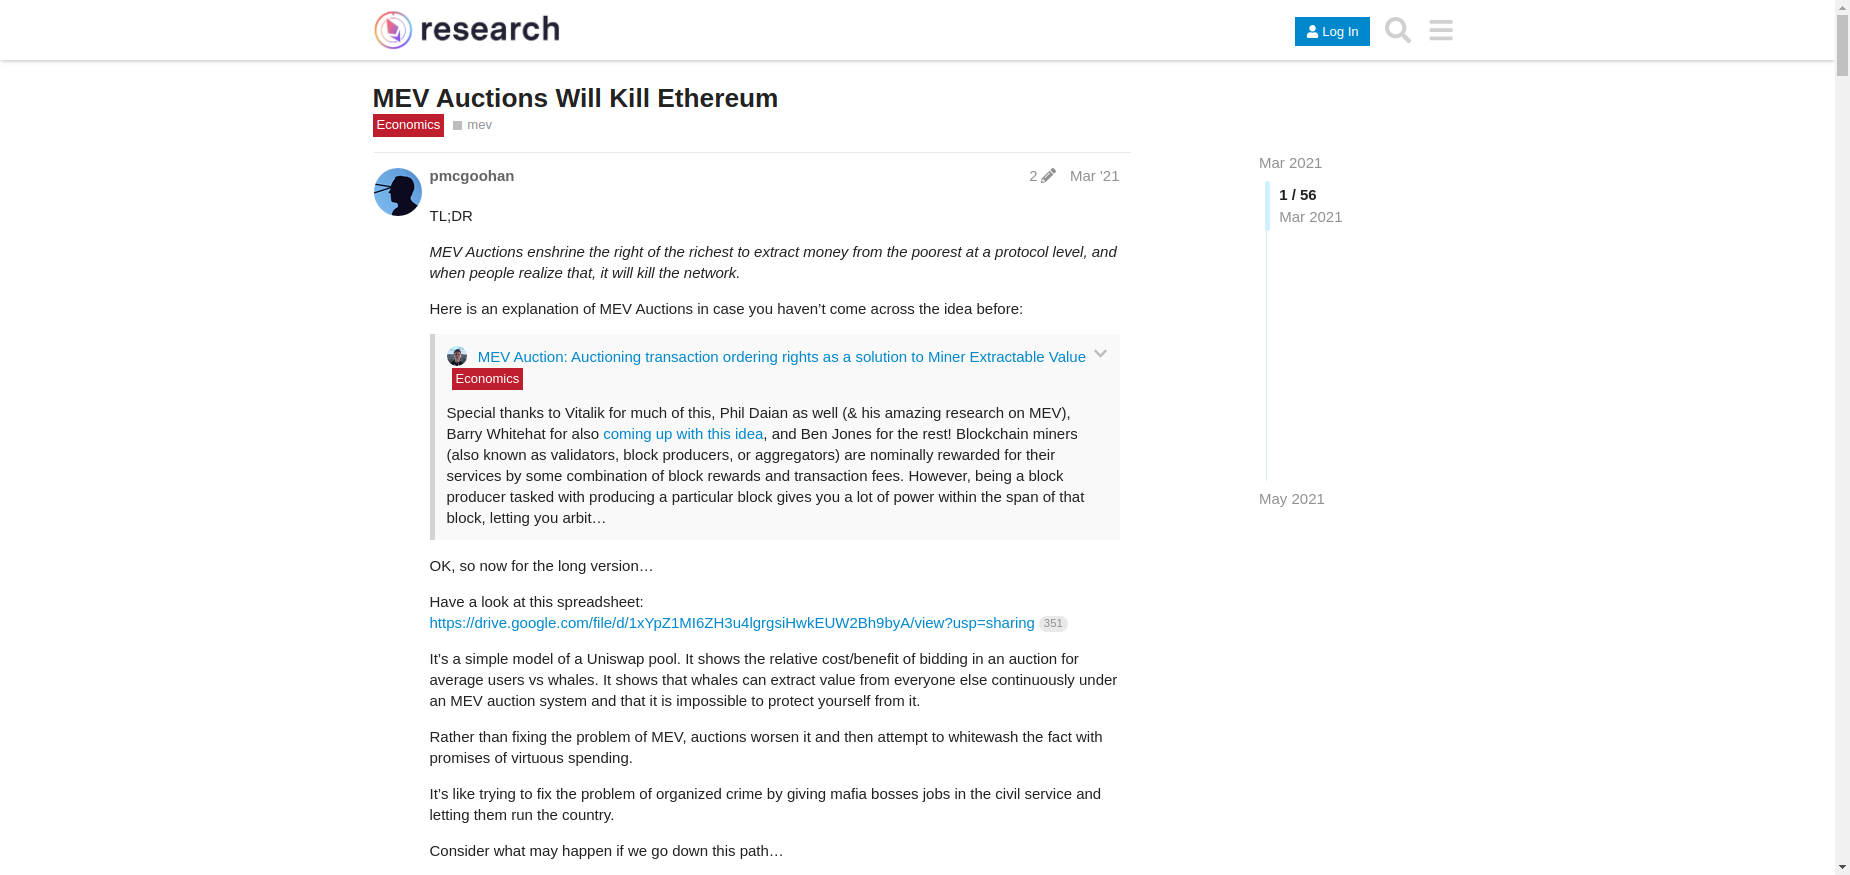 research
Log In
MEV Auctions Will Kill Ethereum
Economics mev
pmcgoohan 2 Mar '21
TL;DR
MEV Auctions enshrine the right of the richest to extract money from the poorest at a protocol level, and
when people realize that, it will kill the network.
Here is an explanation of MEV Auctions in case you haven’t come across the idea before:
MEV Auction: Auctioning transaction ordering rights as a solution to Miner Extractable Value
Economics
Special thanks to Vitalik for much of this, Phil Daian as well (& his amazing research on MEV),
Barry Whitehat for also coming up with this idea, and Ben Jones for the rest! Blockchain miners
(also known as validators, block producers, or aggregators) are nominally rewarded for their
services by some combination of block rewards and transaction fees. However, being a block
producer tasked with producing a particular block gives you a lot of power within the span of that
block, letting you arbit…
OK, so now for the long version…
Have a look at this spreadsheet:
https://drive.google.com/file/d/1xYpZ1MI6ZH3u4lgrgsiHwkEUW2Bh9byA/view?usp=sharing 351
It’s a simple model of a Uniswap pool. It shows the relative cost/benefit of bidding in an auction for
average users vs whales. It shows that whales can extract value from everyone else continuously under
an MEV auction system and that it is impossible to protect yourself from it.
Rather than fixing the problem of MEV, auctions worsen it and then attempt to whitewash the fact with
promises of virtuous spending.
It’s like trying to fix the problem of organized crime by giving mafia bosses jobs in the civil service and
letting them run the country.
Consider what may happen if we go down this path…
Mar 2021
1 / 56
Mar 2021
May 2021